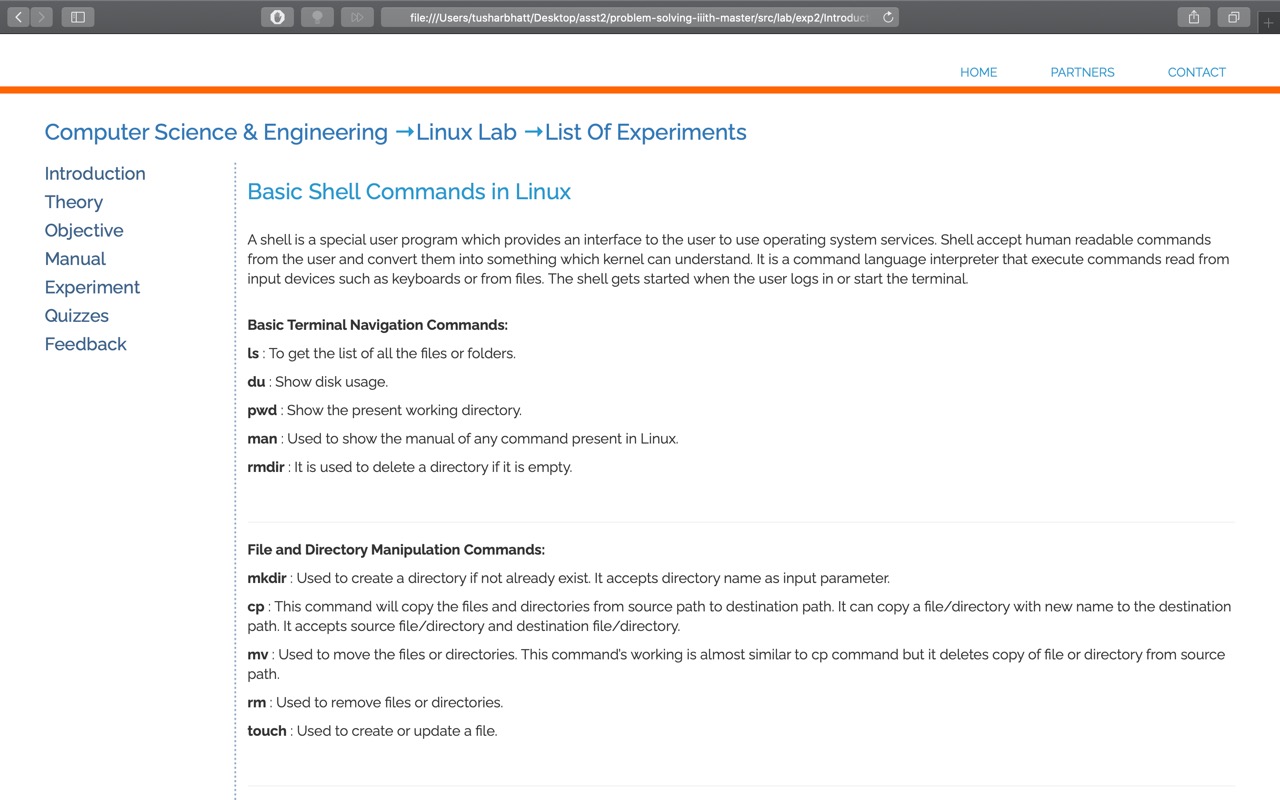 file:///Users/tusharbhatt/Desktop/asst2/problem-solving-iiith-master/src/lab/exp2/Introduct
HOME PARTNERS CONTACT
Computer Science & Engineering →Linux Lab →List Of Experiments
Introduction
Theory
Objective
Manual
Experiment
Quizzes
Feedback
Basic Shell Commands in Linux
A shell is a special user program which provides an interface to the user to use operating system services. Shell accept human readable commands
from the user and convert them into something which kernel can understand. It is a command language interpreter that execute commands read from
input devices such as keyboards or from files. The shell gets started when the user logs in or start the terminal.
Basic Terminal Navigation Commands:
ls : To get the list of all the files or folders.
du : Show disk usage.
pwd : Show the present working directory.
man : Used to show the manual of any command present in Linux.
rmdir : It is used to delete a directory if it is empty.
File and Directory Manipulation Commands:
mkdir : Used to create a directory if not already exist. It accepts directory name as input parameter.
cp : This command will copy the files and directories from source path to destination path. It can copy a file/directory with new name to the destination
path. It accepts source file/directory and destination file/directory.
mv : Used to move the files or directories. This command's working is almost similar to cp command but it deletes copy of file or directory from source
path.
rm : Used to remove files or directories.
touch : Used to create or update a file.